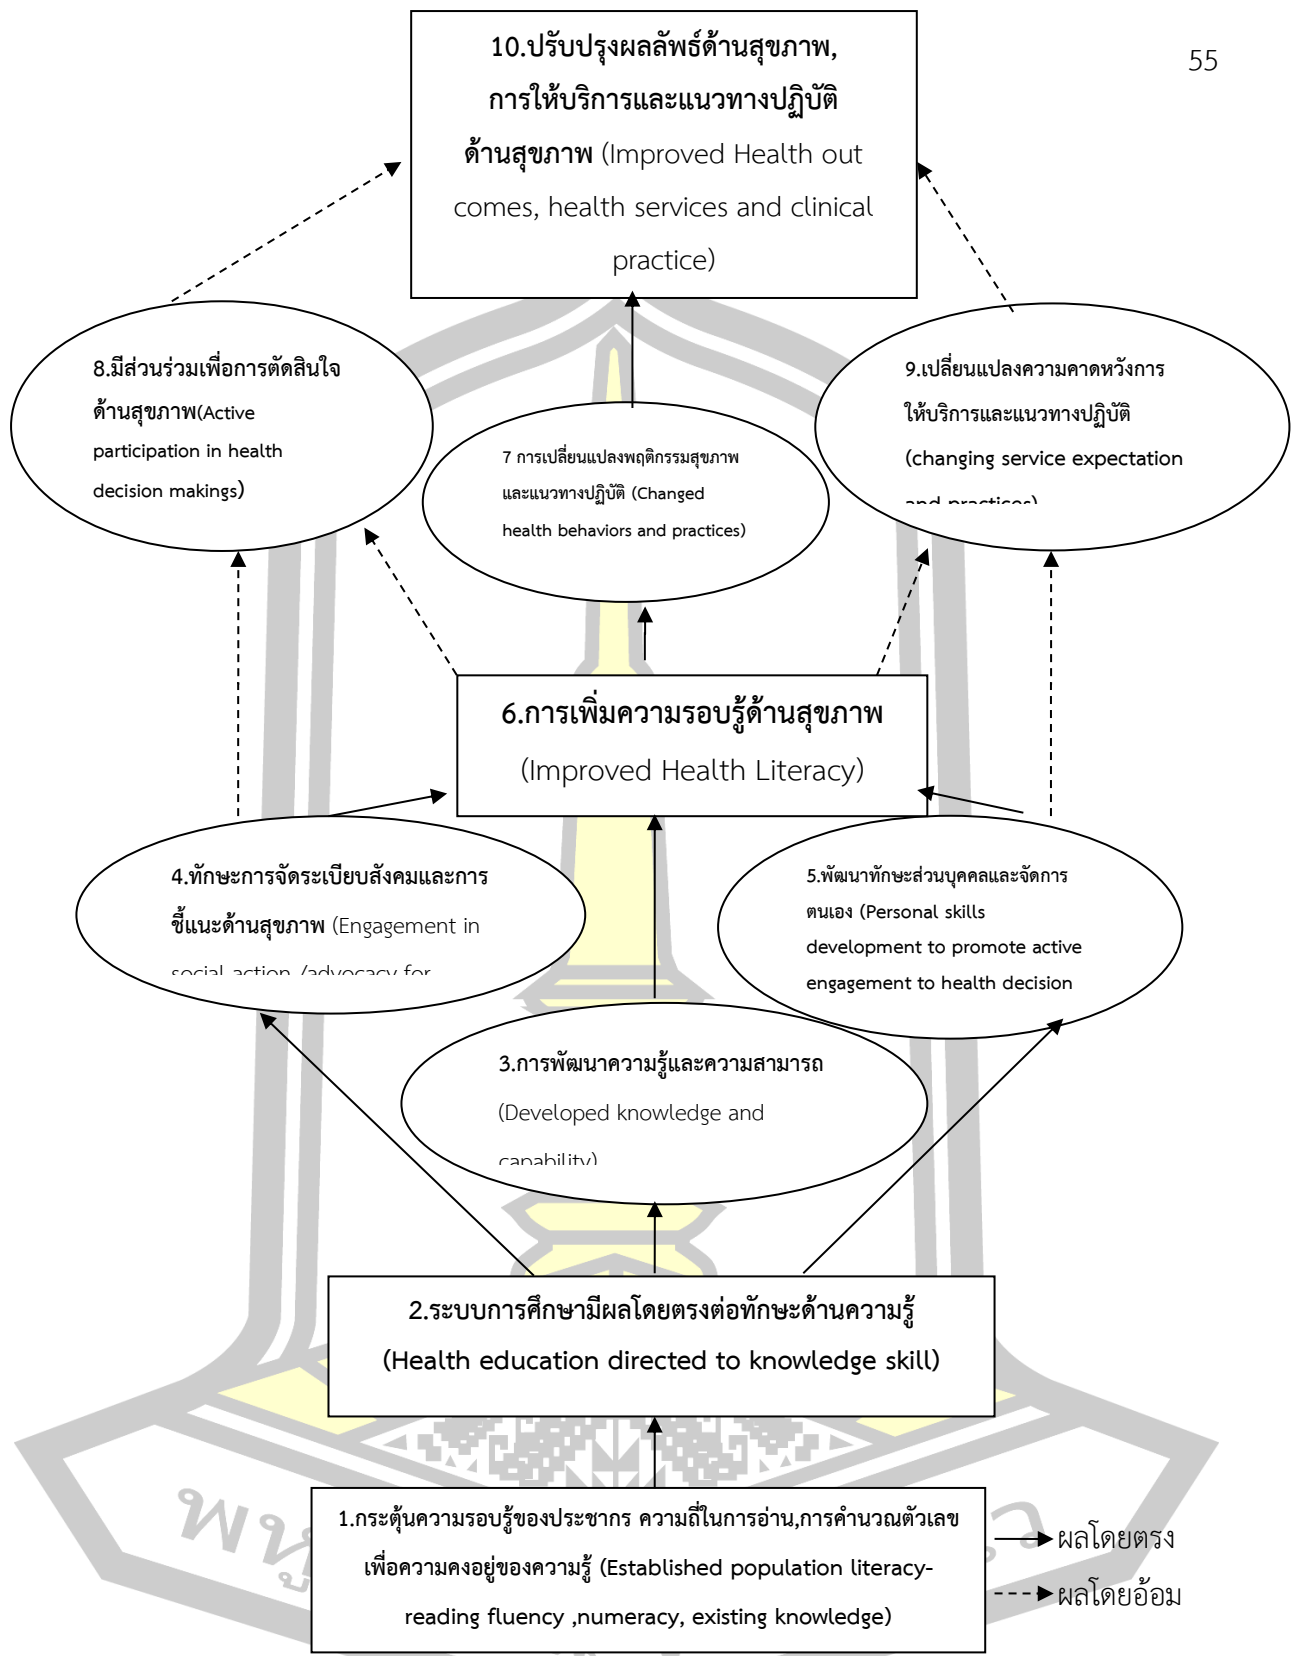 55
10.ปรับปรุงผลลัพธ์ด้านสุขภาพ,
การให้บริการและแนวทางปฏิบัติ
ด้านสุขภาพ (Improved Health out
comes, health services and clinical
practice)
8.มีส่วนร่วมเพื่อการตัดสินใจ
ด้านสุขภาพ(Active
participation in health
decision makings)
7 การเปลี่ยนแปลงพฤติกรรมสุขภาพ
และแนวทางปฏิบัติ (Changed
health behaviors and practices)
9.เปลี่ยนแปลงความคาดหวังการ
ให้บริการและแนวทางปฏิบัติ
(changing service expectation
and practices)
6.การเพิ่มความรอบรู้ด้านสุขภาพ
(Improved Health Literacy)
4.ทักษะการจัดระเบียบสังคมและการ
ชี้แนะด้านสุขภาพ (Engagement in
social action /advocacy for
5.พัฒนาทักษะส่วนบุคคลและจัดการ
ตนเอง (Personal skills
development to promote active
engagement to health decision
3.การพัฒนาความรู้และความสามารถ
(Developed knowledge and
capability)
2.ระบบการศึกษามีผลโดยตรงต่อทักษะด้านความรู้
(Health education directed to knowledge skill)
1.กระตุ้นความรอบรู้ของประชากร ความถี่ในการอ่าน,การคำนวณตัวเลข
เพื่อความคงอยู่ของความรู้ (Established population literacy-
reading fluency ,numeracy, existing knowledge)
ผลโดยตรง
ผลโดยอ้อม